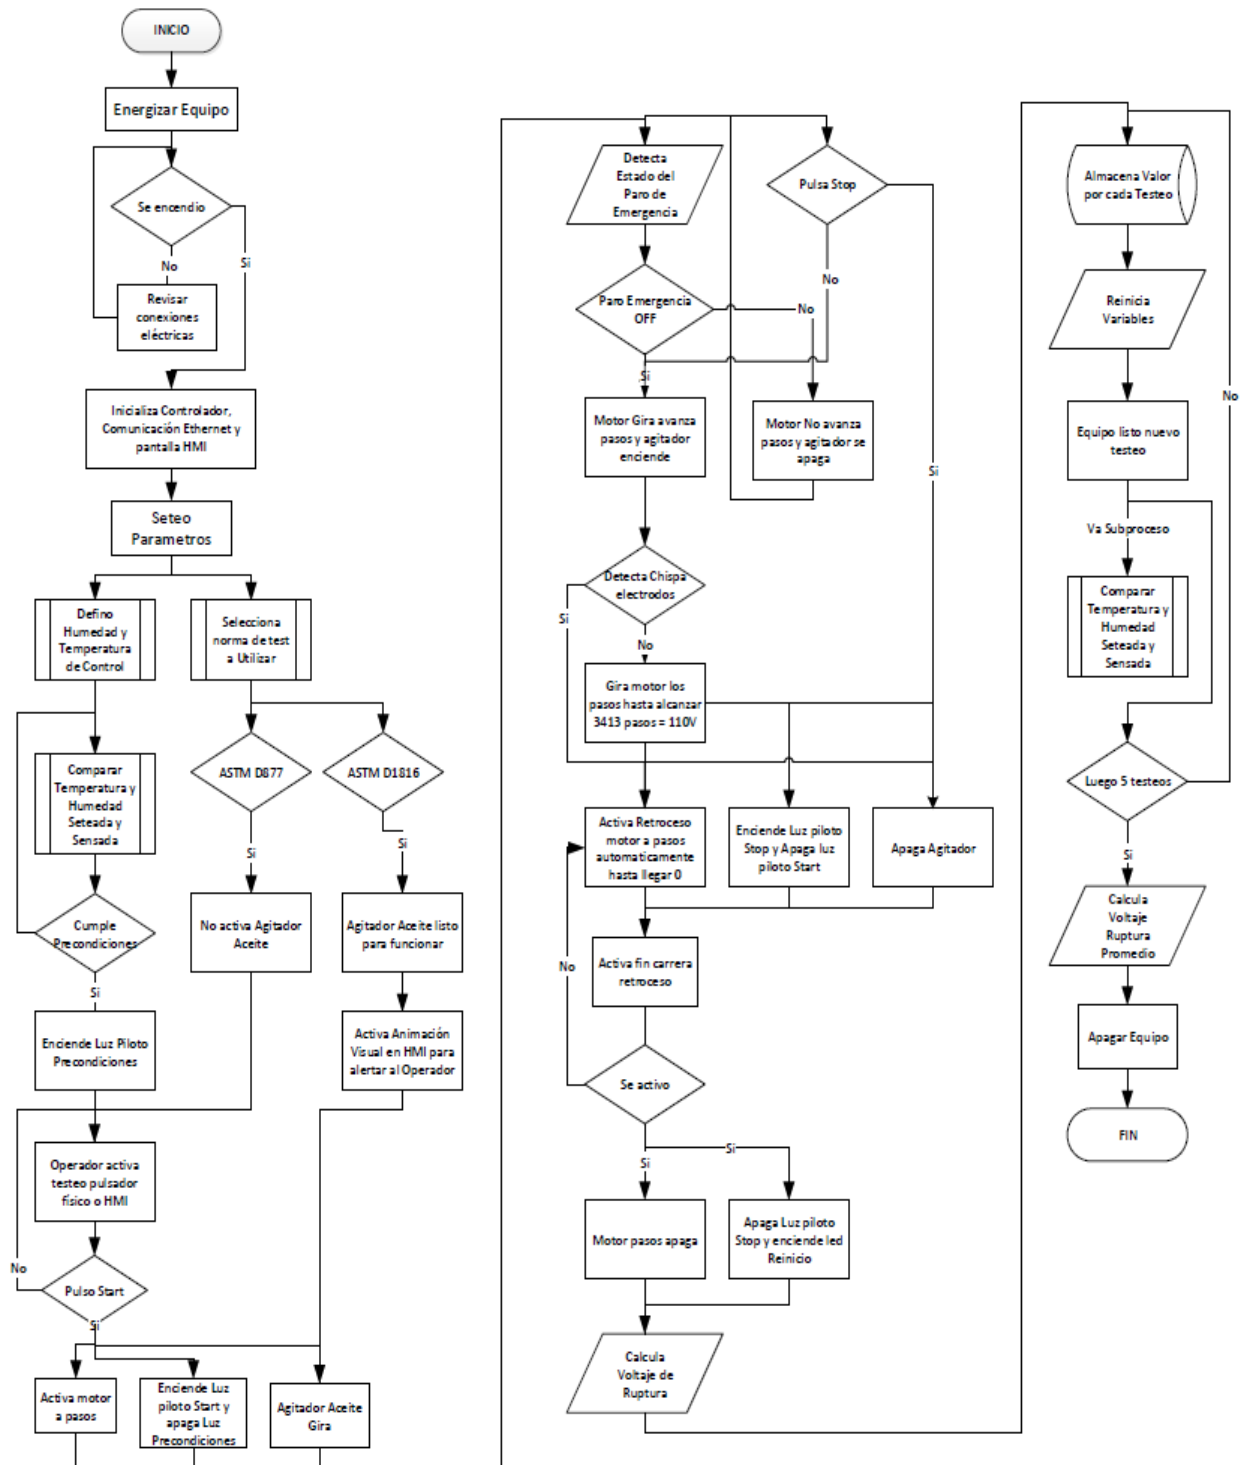 INICIO
Energizar Equipo
Se encendio
No
Si
Revisar
conexiones
eléctricas
Inicializa Controlador,
Comunicación Ethernet y
pantalla HMI
Seteo
Parametros
Defino
Humedad y
Temperatura
de Control
Selecciona
norma de test
a Utilizar
Comparar
Temperatura y
Humedad
Seteada y
Sensada
ASTM D877
ASTM D1816
Si
Si
Cumple
Precondiciones
No activa Agitador
Aceite
Agitador Aceite listo
para funcionar
Si
Enciende Luz Piloto
Precondiciones
Activa Animación
Visual en HMI para
alertar al Operador
Operador activa
testeo pulsador
físico o HMI
No
Pulso Start
Si
Activa motor
a pasos
Enciende Luz
piloto Start y
apaga Luz
Precondiciones
Agitador Aceite
Gira
Detecta
Estado del
Paro de
Emergencia
Pulsa Stop
No
Paro Emergencia
OFF
No
Si
Motor Gira avanza
pasos y agitador
enciende
Motor No avanza
pasos y agitador se
apaga
Si
Detecta Chispa
electrodos
Si
No
Gira motor los
pasos hasta alcanzar
3413 pasos = 110V
Activa Retroceso
motor a pasos
automaticamente
hasta llegar 0
Enciende Luz piloto
Stop y Apaga luz
piloto Start
Apaga Agitador
No
Activa fin carrera
retroceso
Se activo
Si
Si
Motor pasos apaga
Apaga Luz piloto
Stop y enciende led
Reinicio
Calcula
Voltaje de
Ruptura
Almacena Valor
por cada Testeo
Reinicia
Variables
No
Equipo listo nuevo
testeo
Va Subproceso
Comparar
Temperatura y
Humedad
Seteada y
Sensada
Luego 5 testeos
Si
Calcula
Voltaje
Ruptura
Promedio
Apagar Equipo
FIN